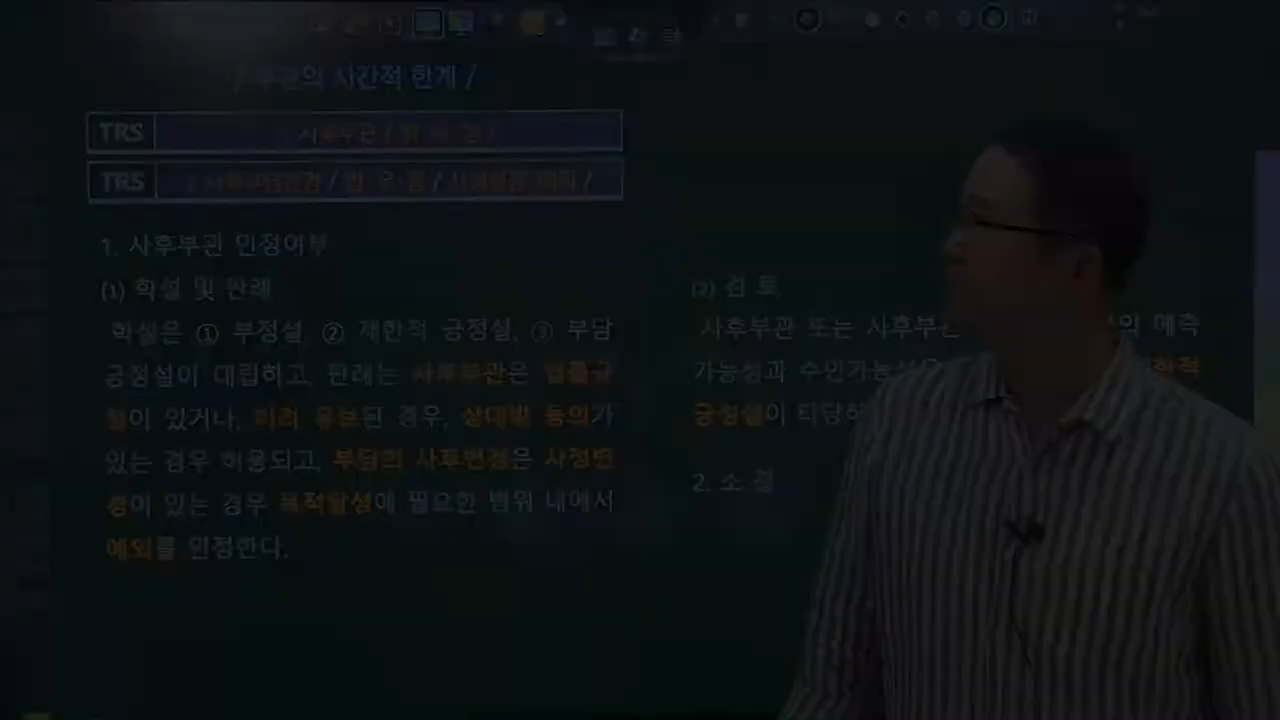 / 부관의 시간적 한계 /
TRS / 사후부관 / 법 유 동 /
TRS / 사후부담변경 / 법 유 동 / 사정변경 /
1. 사후부관 인정여부
(1) 학설 및 판례
학설은 ① 부정설, ② 제한적 긍정설, ③ 부담
긍정설이 대립하고, 판례는 사후부관은 법률규
정이 있거나, 미리 유보된 경우, 상대방 동의가
있는 경우 허용되고, 부담의 사후변경은 사정변
경이 있는 경우 목적달성에 필요한 범위 내에서
예외를 인정한다.
(2) 검 토
사후부관 또는 사후부 의 예측
가능성과 수인가능성 한적
긍정설이 타당하
2. 소 결